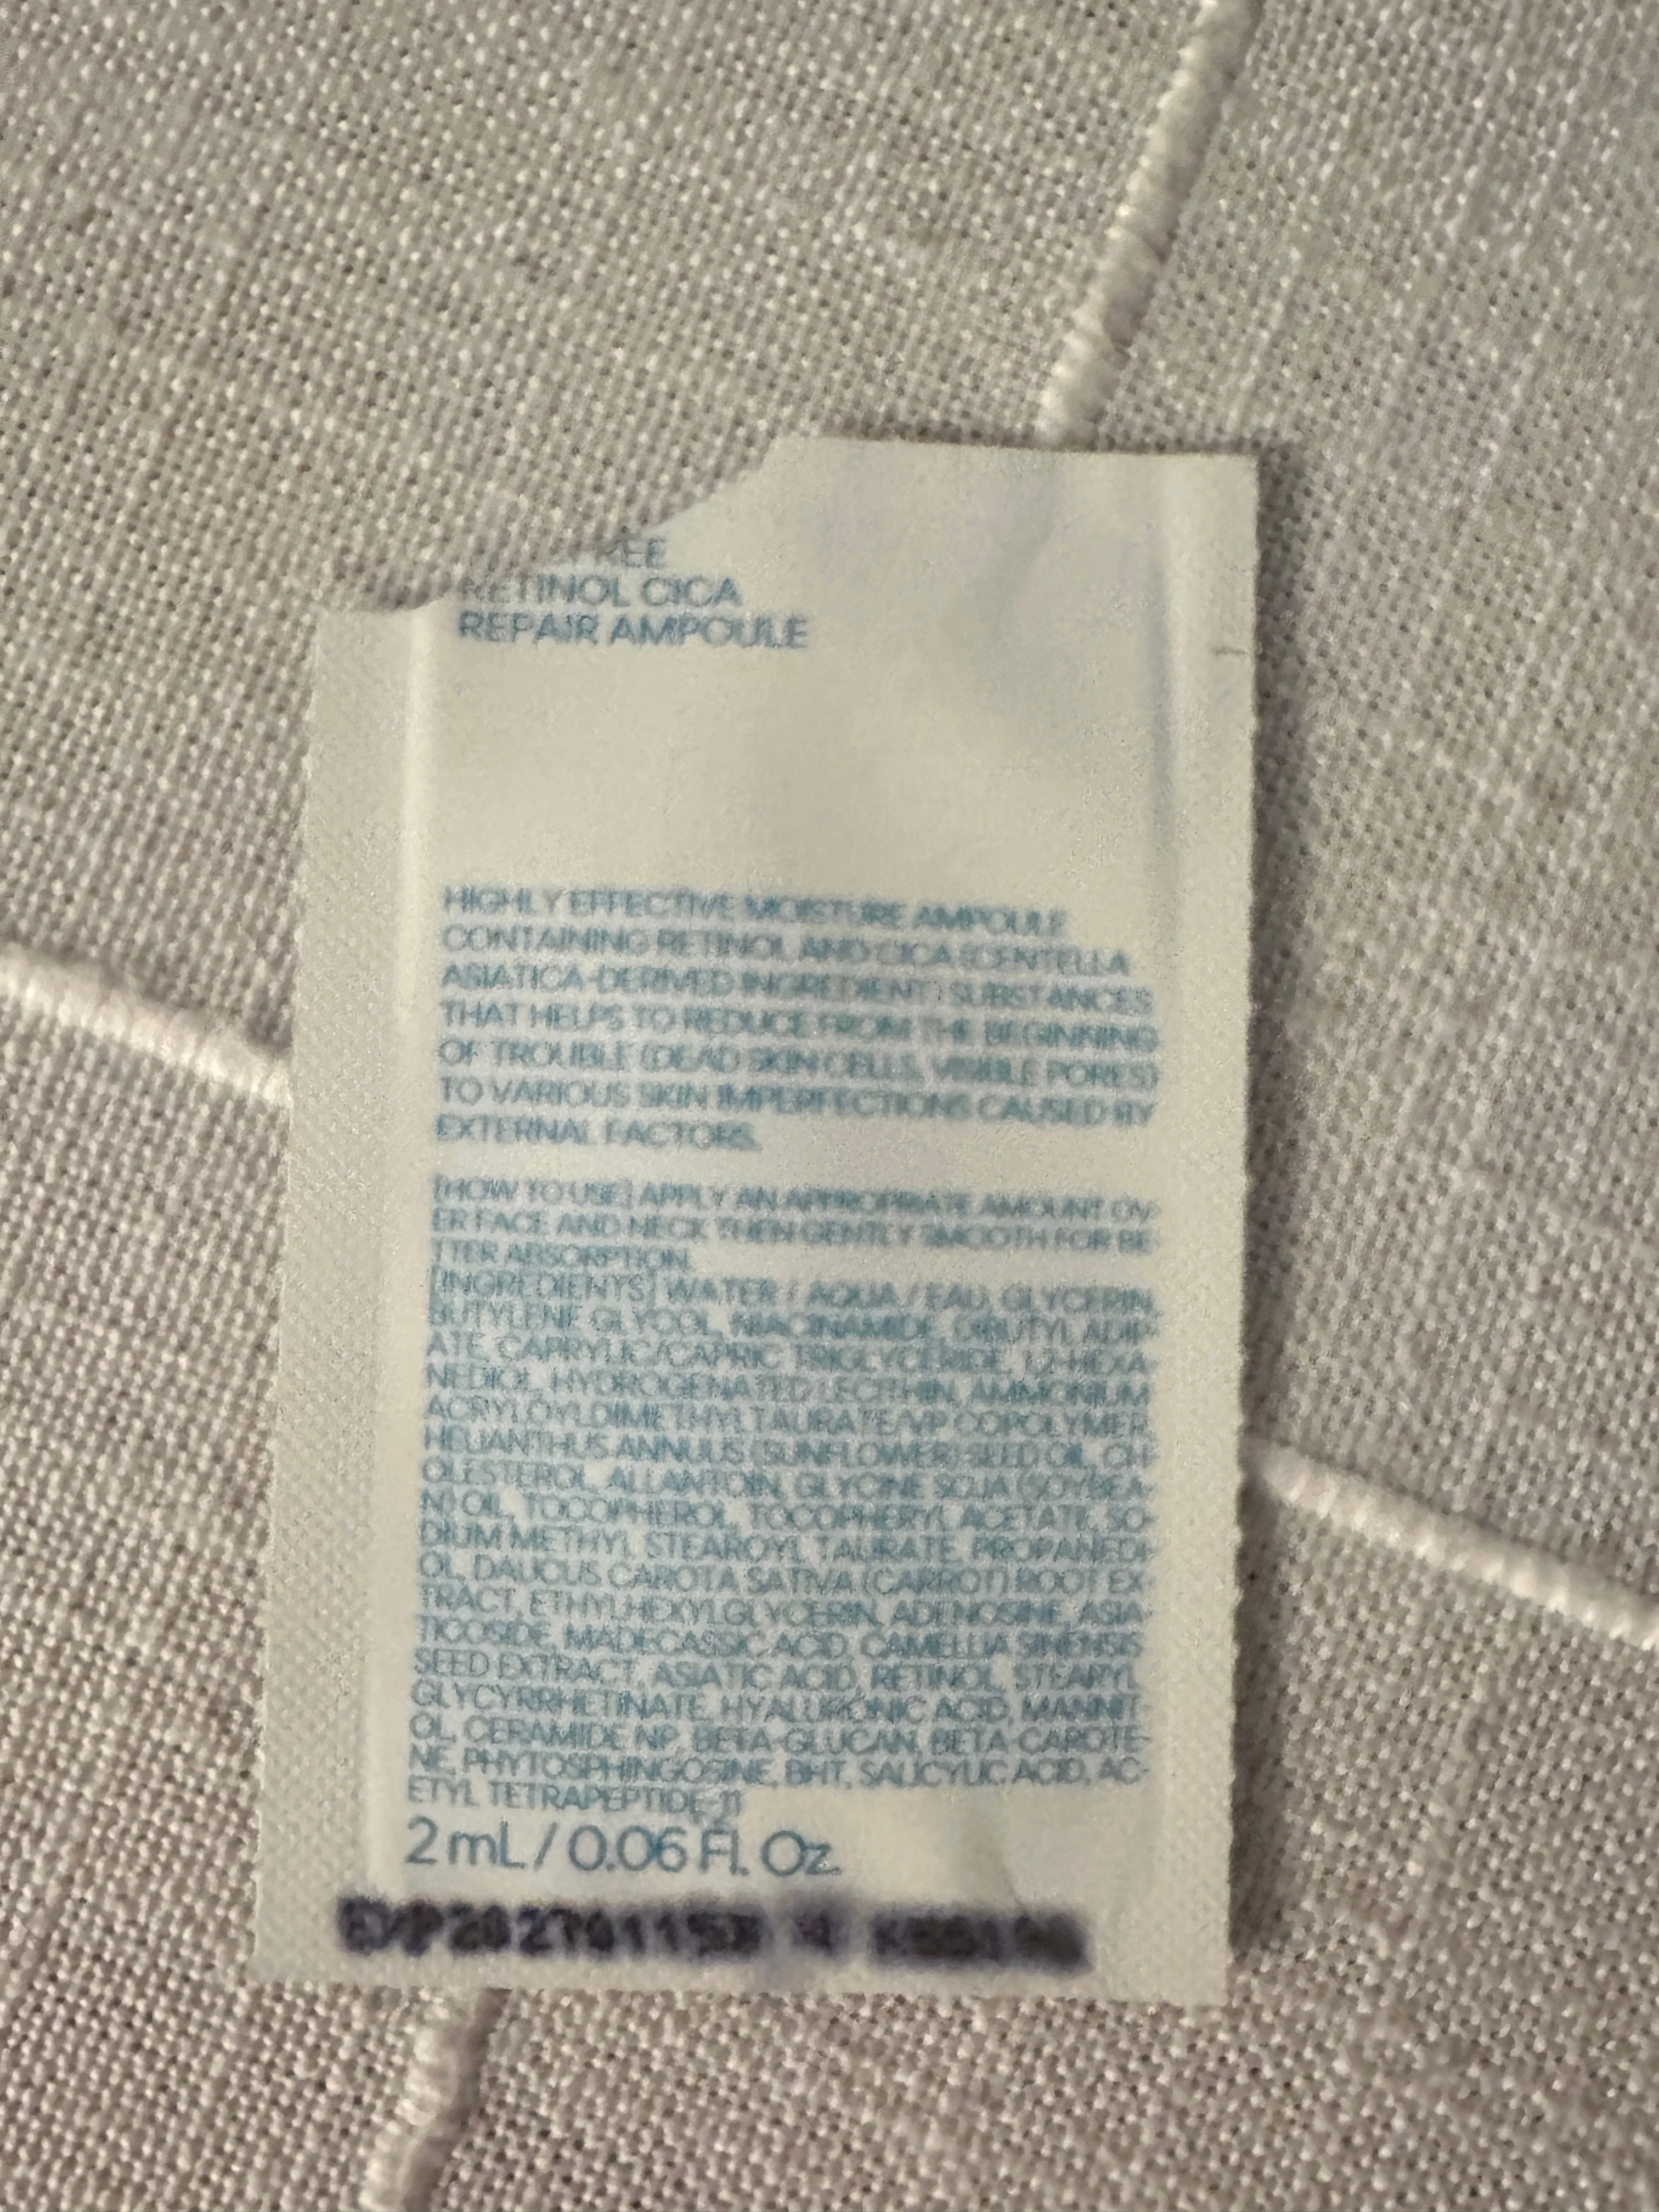 RETINOL CICA
REPAIR AMPOULE
HIGHLY EFFECTIVE MOISTURE AMPOULE
CONTAINING RETINOL AND CICA (CENTELLA
ASIATICA-DERIVED INGREDIENT) SUBSTANCES
THAT HELPS TO REDUCE FROM THE BEGINNING
OF TROUBLE (DEAD SKIN CELLS, VISIBLE PORES)
TO VARIOUS SKIN IMPERFECTIONS CAUSED BY
EXTERNAL FACTORS.
[HOW TO USE] APPLY AN APPROPRIATE AMOUNT OV-
ER FACE AND NECK THEN GENTLY SMOOTH FOR BE-
TTER ABSORPTION.
[INGREDIENTS] WATER / AQUA / EAU, GLYCERIN,
BUTYLENE GLYCOL, NIACINAMIDE, DIBUTYL ADIP-
ATE, CAPRYLIC/CAPRIC TRIGLYCERIDE, 1,2-HEXA-
NEDIOL, HYDROGENATED LECITHIN, AMMONIUM
ACRYLOYLDIMETHYLTAURATE/VP COPOLYMER,
HELIANTHUS ANNUUS (SUNFLOWER) SEED OIL, CH-
OLESTEROL, ALLANTOIN, GLYCINE SOJA (SOYBEA-
N) OIL, TOCOPHEROL, TOCOPHERYL ACETATE, SO-
DIUM METHYL STEAROYL TAURATE, PROPANEDI-
OL, DAUCUS CAROTA SATIVA (CARROT) ROOT EX-
TRACT, ETHYLHEXYLGLYCERIN, ADENOSINE, ASIA-
TICOSIDE, MADECASSIC ACID, CAMELLIA SINENSIS
SEED EXTRACT, ASIATIC ACID, RETINOL, STEARYL
GLYCYRRHETINATE, HYALURONIC ACID, MANNIT-
OL, CERAMIDE NP, BETA-GLUCAN, BETA-CAROTE-
NE, PHYTOSPHINGOSINE, BHT, SALICYLIC ACID, AC-
ETYL TETRAPEPTIDE-11
2 mL / 0.06 Fl. Oz.